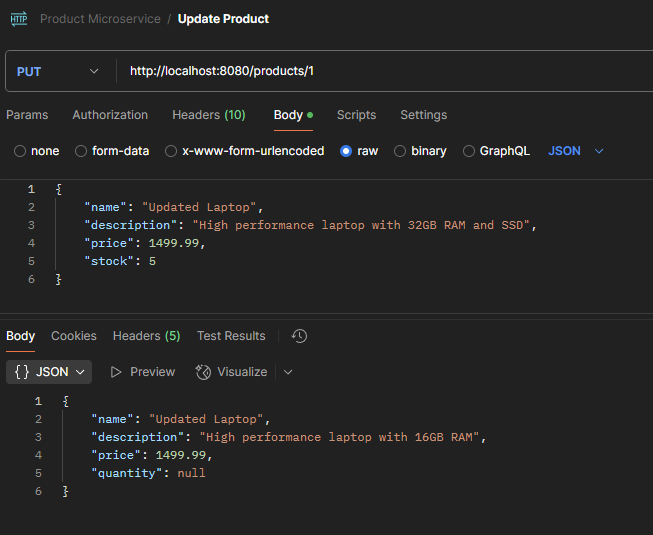 HTTP Product Microservice / Update Product
PUT http://localhost:8080/products/1
Params Authorization Headers (10) Body Scripts Settings
none form-data x-www-form-urlencoded raw binary GraphQL JSON
1 {
2 "name": "Updated Laptop",
3 "description": "High performance laptop with 32GB RAM and SSD",
4 "price": 1499.99,
5 "stock": 5
6 }
Body Cookies Headers (5) Test Results
{} JSON Preview Visualize
1 {
2 "name": "Updated Laptop",
3 "description": "High performance laptop with 16GB RAM",
4 "price": 1499.99,
5 "quantity": null
6 }